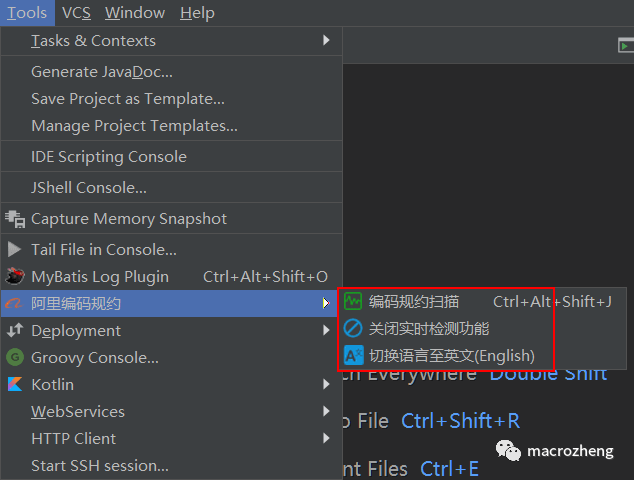 Tools VCS Window Help
Tasks & Contexts
Generate JavaDoc...
Save Project as Template...
Manage Project Templates...
IDE Scripting Console
JShell Console...
Capture Memory Snapshot
Tail File in Console...
MyBatis Log Plugin Ctrl+Alt+Shift+O
阿里编码规约
编码规约扫描 Ctrl+Alt+Shift+J
关闭实时检测功能
切换语言至英文(English)
Deployment
Groovy Console...
Kotlin
WebServices
HTTP Client
Start SSH session...
ch Everywhere Double Shift
o File Ctrl+Shift+R
nt Files Ctrl+E
macrozheng